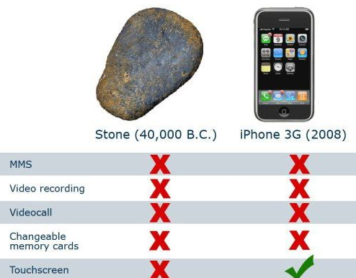 Stone (40,000 B.C.) iPhone 3G (2008)
MMS
Video recording
Videocall
Changeable
memory cards
Touchscreen